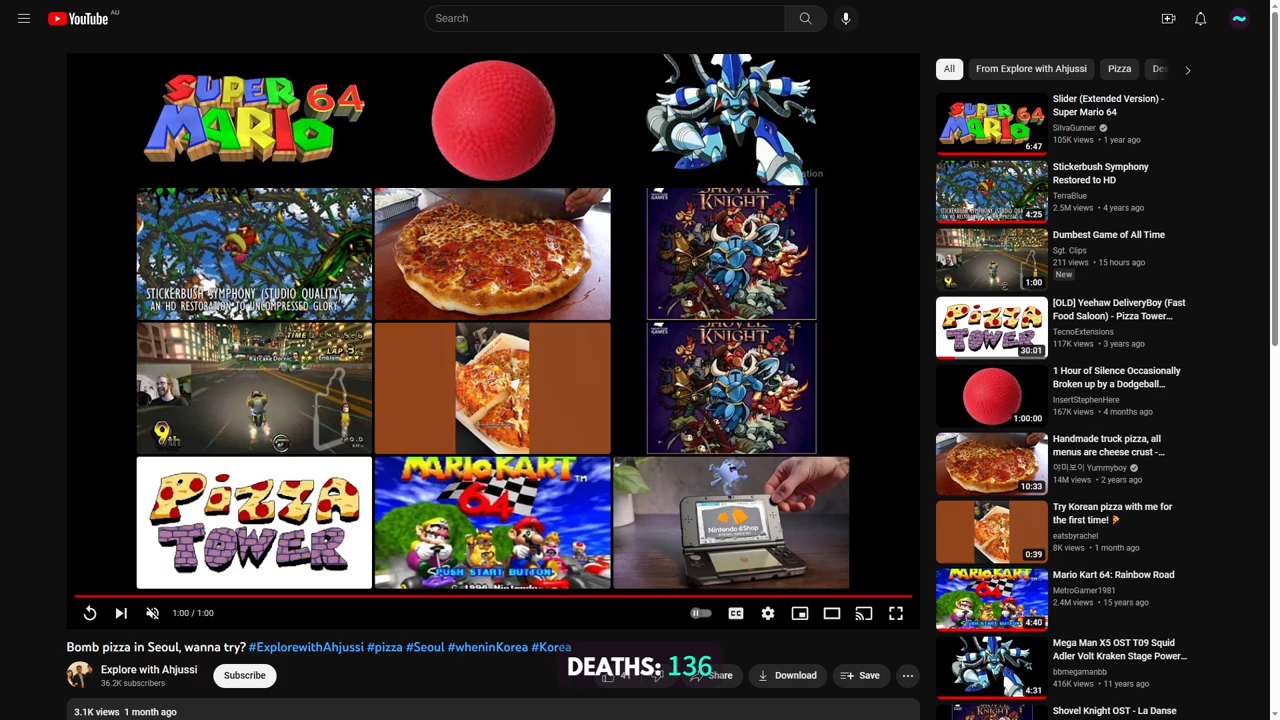 YouTube AU
Search
SUPER MARIO 64
STICKERBUSH SYMPHONY (STUDIO QUALITY)
AN HD RESTORATION TO UNCOMPRESSED GLORY
SHOVEL KNIGHT
LAP
9th
SHOVEL KNIGHT
PIZZA TOWER
MARIO KART 64
PUSH START BUTTON
Nintendo eShop
1:00 / 1:00
CC
Bomb pizza in Seoul, wanna try? #ExplorewithAhjussi #pizza #Seoul #wheninKorea #Korea
Explore with Ahjussi
36.2K subscribers
Subscribe
DEATHS: 136
Share
Download
Save
3.1K views 1 month ago
All
From Explore with Ahjussi
Pizza
Slider (Extended Version) -
Super Mario 64
SilvaGunner
105K views • 1 year ago
SUPER MARIO 64
6:47
Stickerbush Symphony
Restored to HD
TerraBlue
2.5M views • 4 years ago
4:25
Dumbest Game of All Time
Sgt. Clips
211 views • 15 hours ago
New
1:00
[OLD] Yeehaw DeliveryBoy (Fast
Food Saloon) - Pizza Tower…
TecnoExtensions
117K views • 3 years ago
PIZZA TOWER
30:01
1 Hour of Silence Occasionally
Broken up by a Dodgeball…
InsertStephenHere
167K views • 4 months ago
1:00:00
Handmade truck pizza, all
menus are cheese crust -…
야미보이 Yummyboy
14M views • 2 years ago
10:33
Try Korean pizza with me for
the first time! 🍕
eatsbyrachel
8K views • 1 month ago
0:39
Mario Kart 64: Rainbow Road
MetroGamer1981
2.4M views • 15 years ago
MARIO KART 64
4:40
Mega Man X5 OST T09 Squid
Adler Volt Kraken Stage Power…
bbmegamanbb
416K views • 11 years ago
4:31
Shovel Knight OST - La Danse